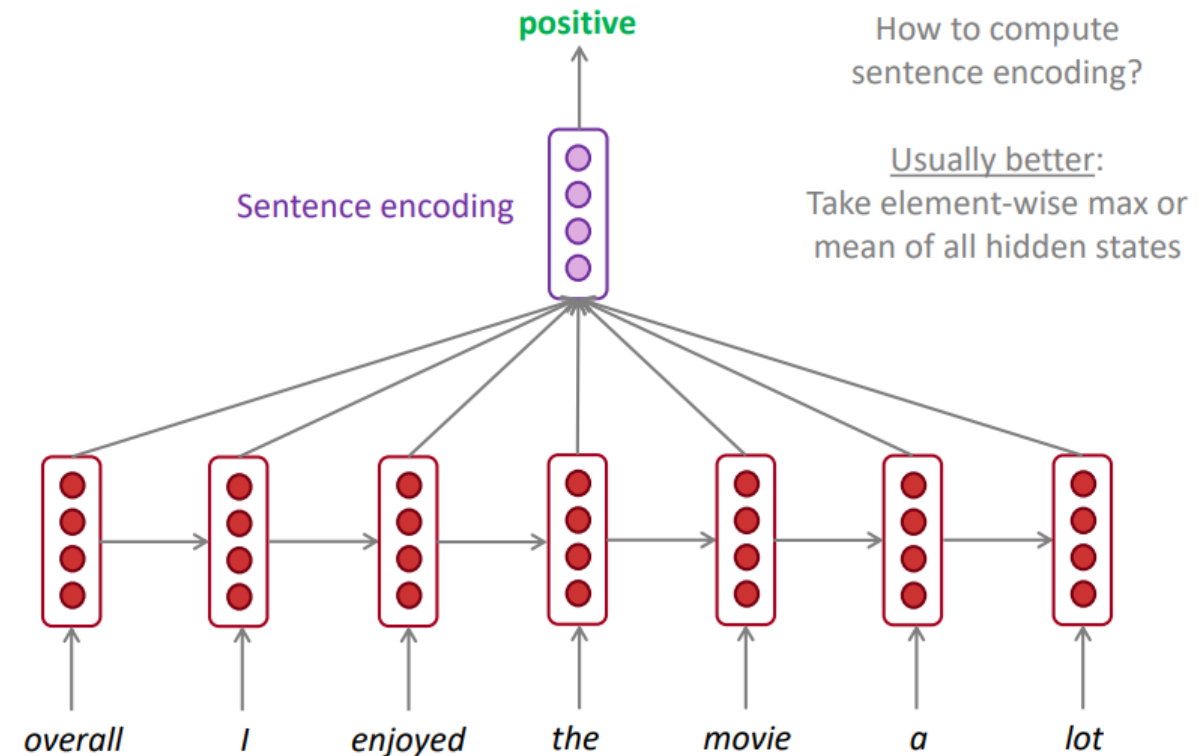 positive
How to compute
sentence encoding?
Usually better:
Take element-wise max or
mean of all hidden states
Sentence encoding
overall I enjoyed the movie a lot